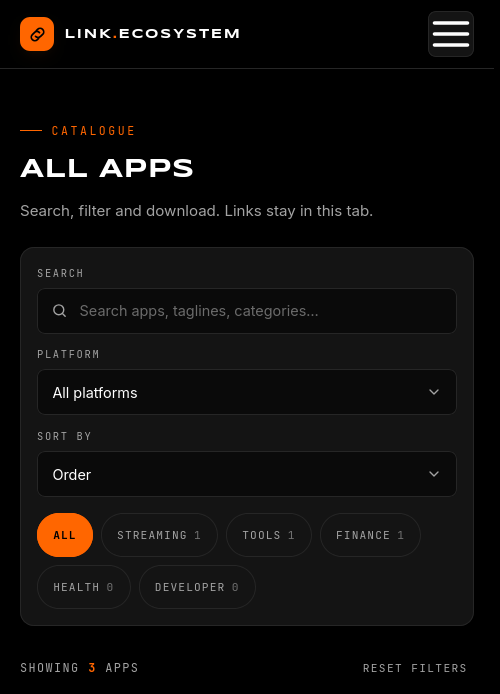 LINK.ECOSYSTEM
CATALOGUE
ALL APPS
Search, filter and download. Links stay in this tab.
SEARCH
Search apps, taglines, categories...
PLATFORM
All platforms
SORT BY
Order
ALL STREAMING 1 TOOLS 1 FINANCE 1
HEALTH 0 DEVELOPER 0
SHOWING 3 APPS RESET FILTERS